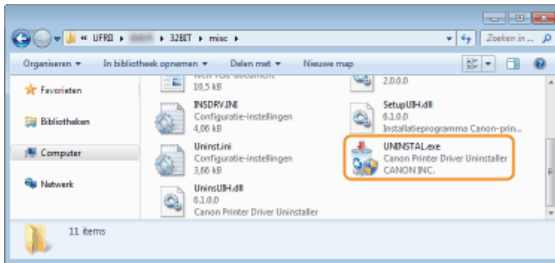 « UFRII ▸ ▸ 32BIT ▸ misc ▸
Zoeken in ...
Organiseren ▾ In bibliotheek opnemen ▾ Delen met ▾ Nieuwe map
Favorieten
Bibliotheken
Computer
Netwerk
10,5 kB
INSDRV.INI
Configuratie-instellingen
4,06 kB
Uninst.ini
Configuratie-instellingen
3,66 kB
UninsUIH.dll
6.1.0.0
Canon Printer Driver Uninstaller
2.0.0.0
SetupUIH.dll
6.1.0.0
Installatieprogramma Canon-prin...
UNINSTAL.exe
Canon Printer Driver Uninstaller
CANON INC.
11 items